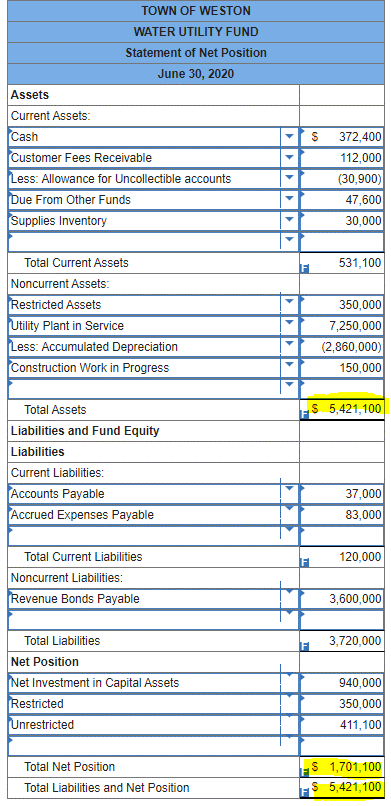 TOWN OF WESTON
WATER UTILITY FUND
Statement of Net Position
June 30, 2020
Assets
Current Assets:
Cash $ 372,400
Customer Fees Receivable 112,000
Less: Allowance for Uncollectible accounts (30,900)
Due From Other Funds 47,600
Supplies Inventory 30,000
Total Current Assets 531,100
Noncurrent Assets:
Restricted Assets 350,000
Utility Plant in Service 7,250,000
Less: Accumulated Depreciation (2,860,000)
Construction Work in Progress 150,000
Total Assets $ 5,421,100
Liabilities and Fund Equity
Liabilities
Current Liabilities:
Accounts Payable 37,000
Accrued Expenses Payable 83,000
Total Current Liabilities 120,000
Noncurrent Liabilities:
Revenue Bonds Payable 3,600,000
Total Liabilities 3,720,000
Net Position
Net Investment in Capital Assets 940,000
Restricted 350,000
Unrestricted 411,100
Total Net Position $ 1,701,100
Total Liabilities and Net Position $ 5,421,100